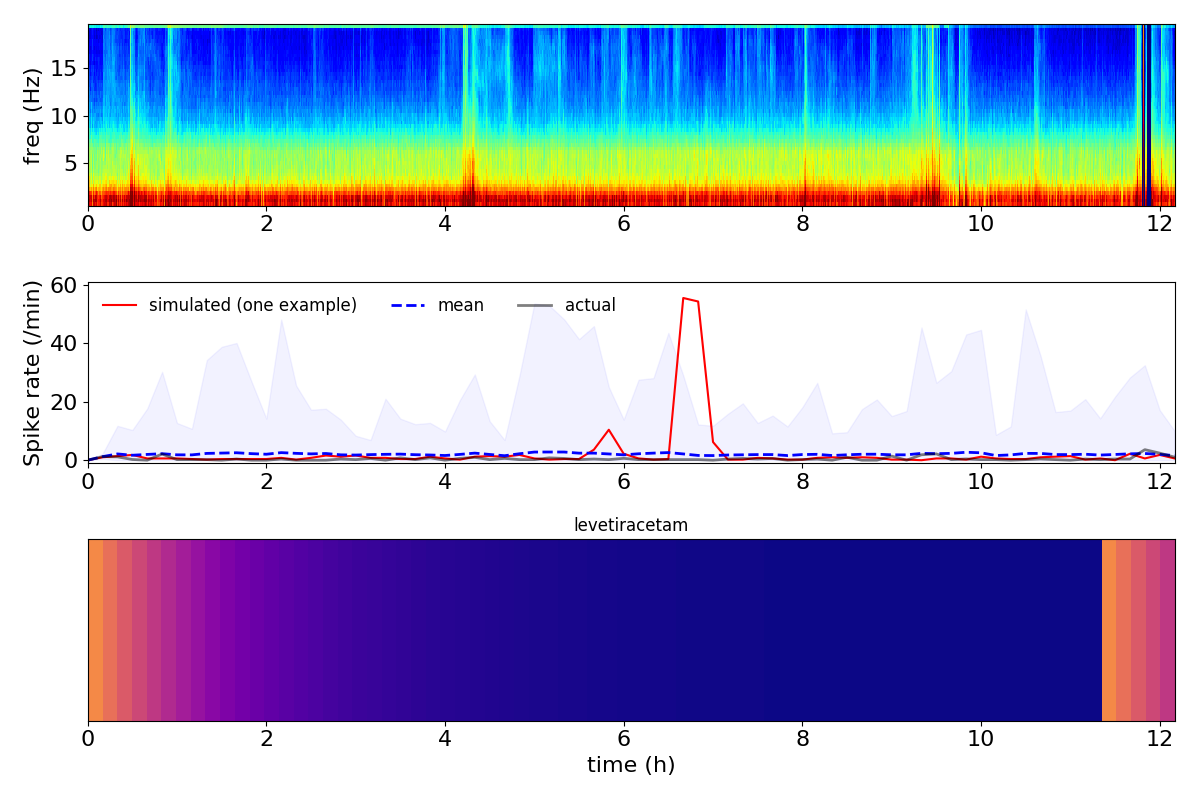 freq (Hz)
15
10
5
0 2 4 6 8 10 12
Spike rate (/min)
60
40
20
0
simulated (one example) mean actual
0 2 4 6 8 10 12
levetiracetam
0 2 4 6 8 10 12
time (h)